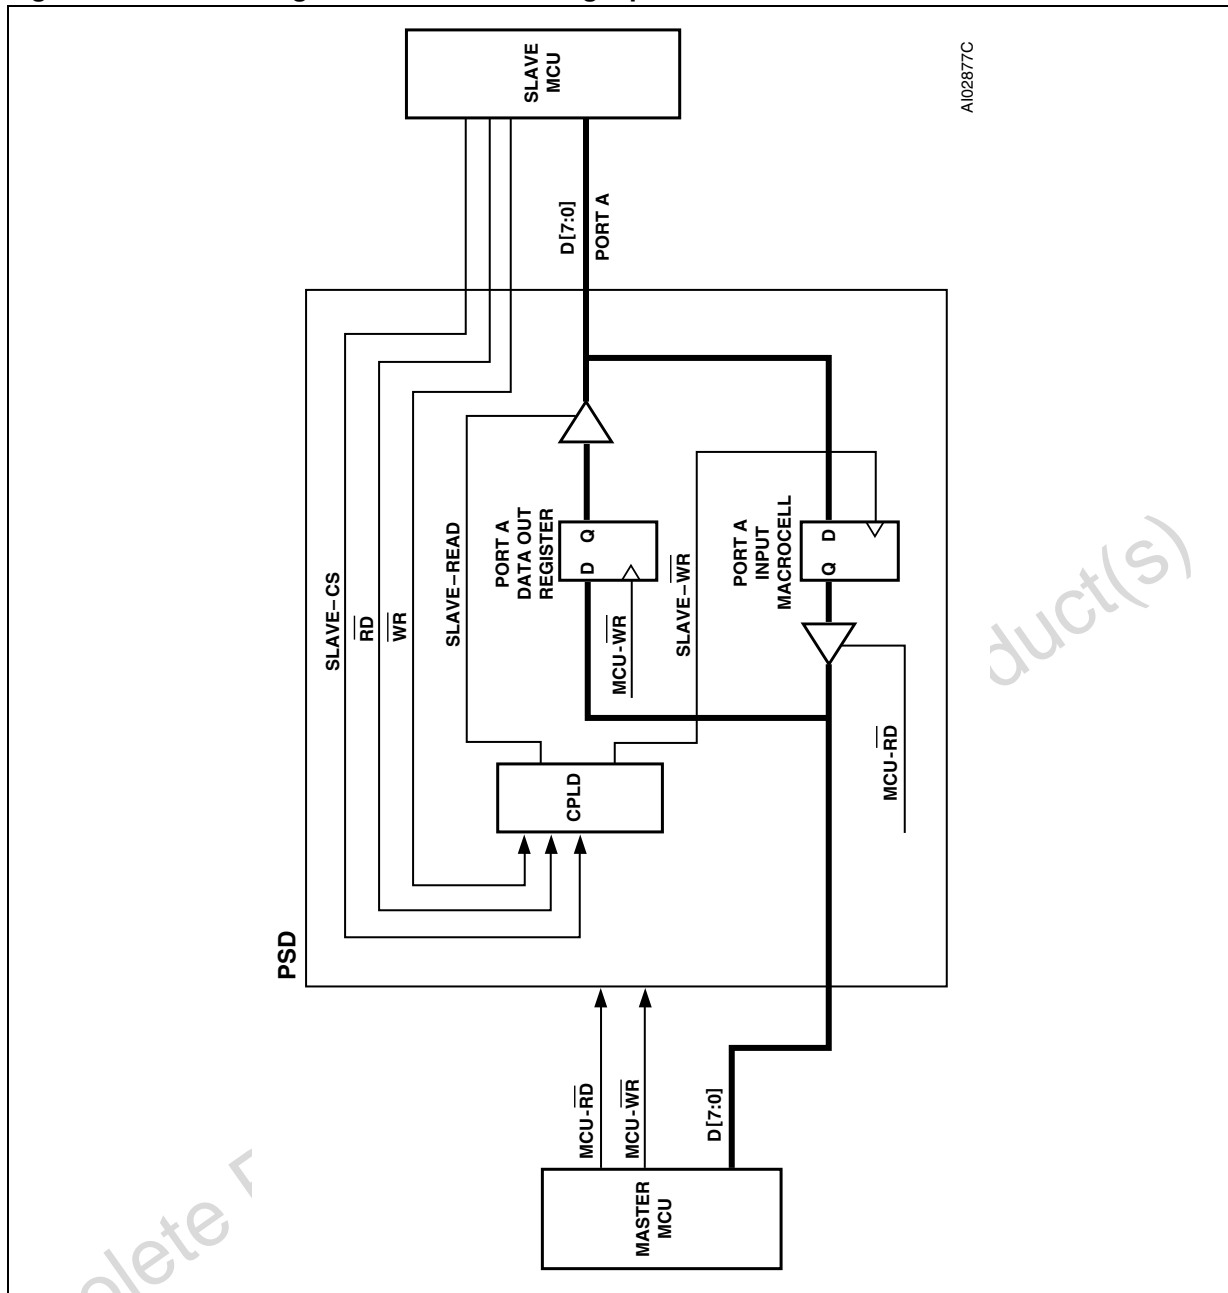 SLAVE
MCU
AI02877C
D[7:0]
PORT A
SLAVE–CS
RD
WR
SLAVE–READ
PORT A
DATA OUT
REGISTER
D Q
MCU-WR
SLAVE–WR
PORT A
INPUT
MACROCELL
Q D
MCU-RD
CPLD
PSD
MCU-RD
MCU-WR
D[7:0]
MASTER
MCU
duct(s)